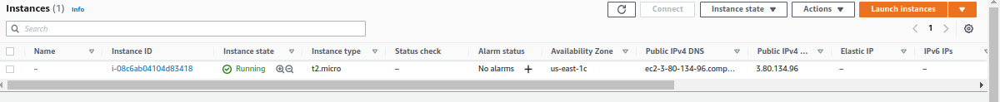 Instances (1) Info Connect Instance state Actions Launch instances
Search 1
Name Instance ID Instance state Instance type Status check Alarm status Availability Zone Public IPv4 DNS Public IPv4 ... Elastic IP IPv6 IPs
– i-08c6ab04104d83418 Running t2.micro – No alarms + us-east-1c ec2-3-80-134-96.comp... 3.80.134.96 – –